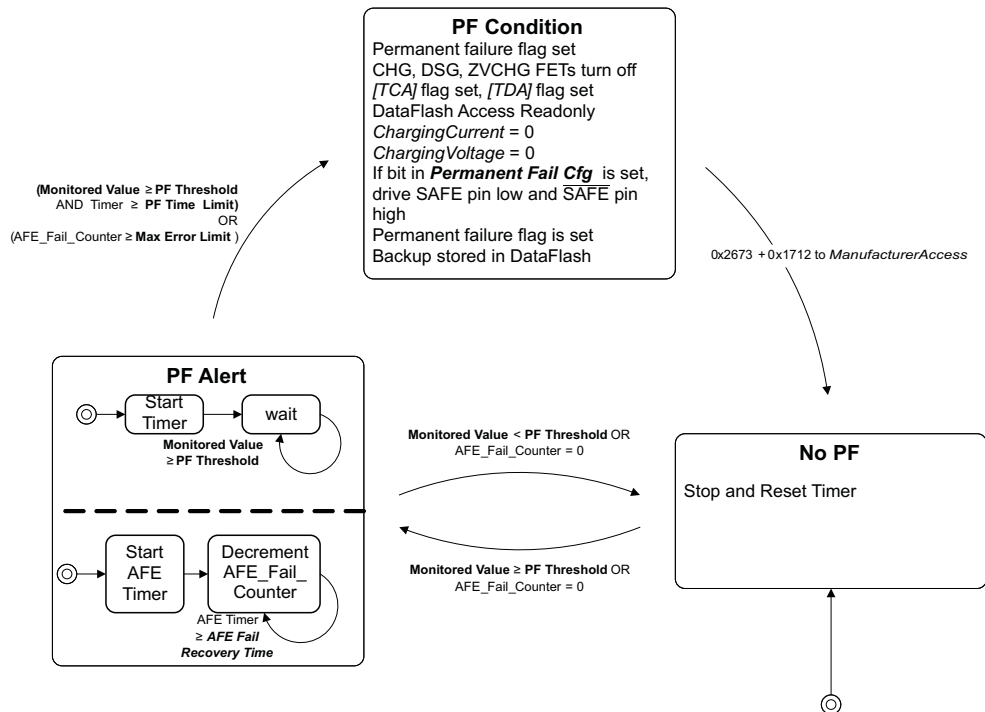 PF Condition
Permanent failure flag set
CHG, DSG, ZVCHG FETs turn off
[TCA] flag set, [TDA] flag set
DataFlash Access Readonly
ChargingCurrent = 0
ChargingVoltage = 0
If bit in Permanent Fail Cfg is set,
drive SAFE pin low and SAFE pin
high
Permanent failure flag is set
Backup stored in DataFlash
(Monitored Value ≥ PF Threshold
AND Timer ≥ PF Time Limit)
OR
(AFE_Fail_Counter ≥ Max Error Limit )
0x2673 + 0x1712 to ManufacturerAccess
PF Alert
Start
Timer
wait
Monitored Value
≥ PF Threshold
Start
AFE
Timer
Decrement
AFE_Fail_
Counter
AFE Timer
≥ AFE Fail
Recovery Time
Monitored Value < PF Threshold OR
AFE_Fail_Counter = 0
Monitored Value ≥ PF Threshold OR
AFE_Fail_Counter = 0
No PF
Stop and Reset Timer